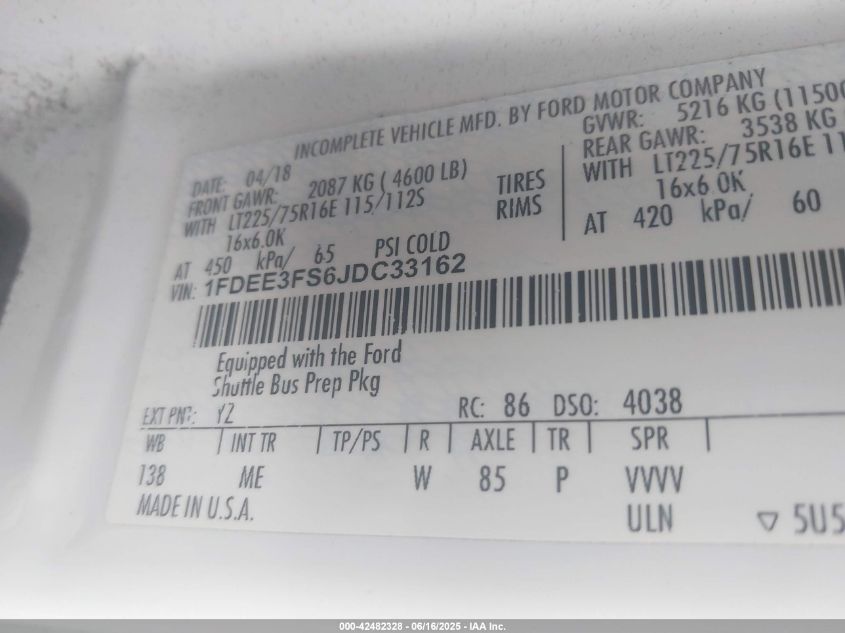 INCOMPLETE VEHICLE MFD. BY FORD MOTOR COMPANY
DATE: 04/18
GVWR: 5216 KG (11500
FRONT GAWR: 2087 KG ( 4600 LB)
REAR GAWR: 3538 KG
WITH LT225/75R16E 115/112S
TIRES
WITH LT225/75R16E 11
16x6.0K
RIMS
16x6.0K
AT 450 kPa/ 65 PSI COLD
AT 420 kPa/ 60
VIN: 1FDEE3FS6JDC33162
Equipped with the Ford
Shuttle Bus Prep Pkg
EXT PNT: YZ
RC: 86 DSO: 4038
WB INT TR TP/PS R AXLE TR SPR
138 ME W 85 P VVVV
MADE IN U.S.A.
ULN ▽ 5U5
000-42482328 - 06/16/2025 - IAA Inc.